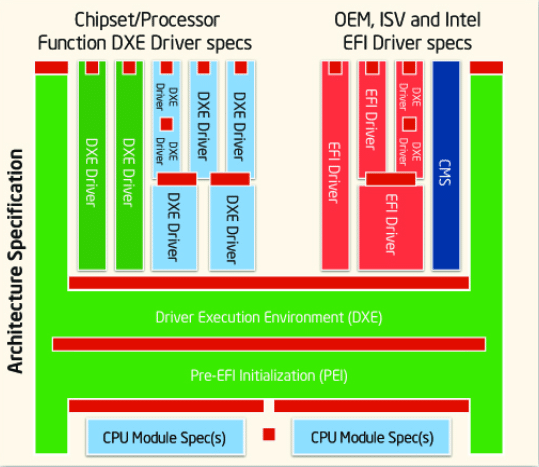 Chipset/Processor
Function DXE Driver specs
OEM, ISV and Intel
EFI Driver specs
Architecture Specification
DXE Driver
DXE Driver
DXE
Driver
DXE
Driver
DXE Driver
DXE Driver
DXE Driver
DXE Driver
EFI Driver
EFI Driver
DXE
Driver
DXE
Driver
EFI Driver
CMS
Driver Execution Environment (DXE)
Pre-EFI Initialization (PEI)
CPU Module Spec(s)
CPU Module Spec(s)